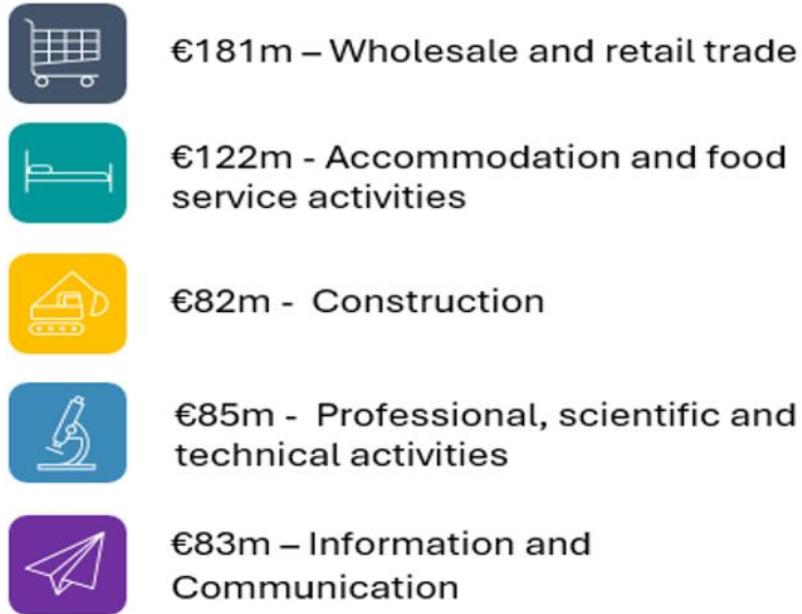 €181m – Wholesale and retail trade
€122m - Accommodation and food
service activities
€82m -  Construction
€85m -  Professional, scientific and
technical activities
€83m – Information and
Communication